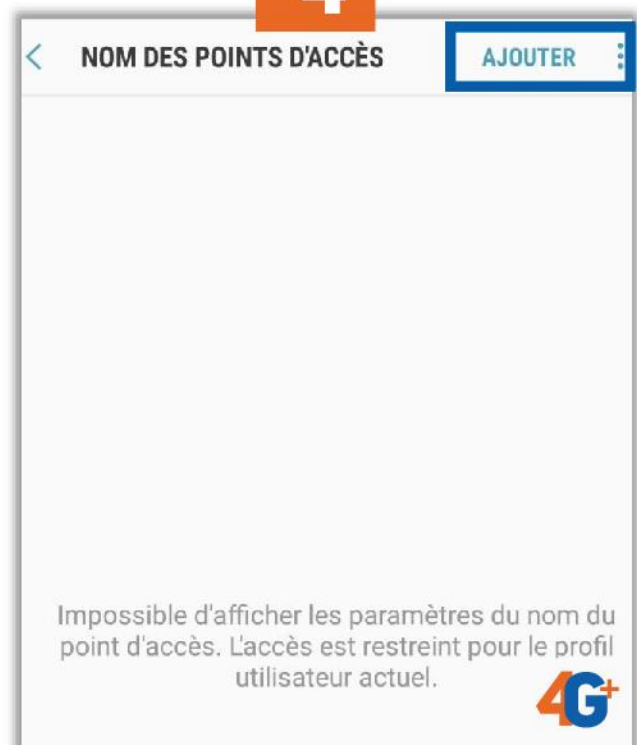 4
NOM DES POINTS D'ACCÈS AJOUTER
Impossible d'afficher les paramètres du nom du
point d'accès. L'accès est restreint pour le profil
utilisateur actuel.
4G+